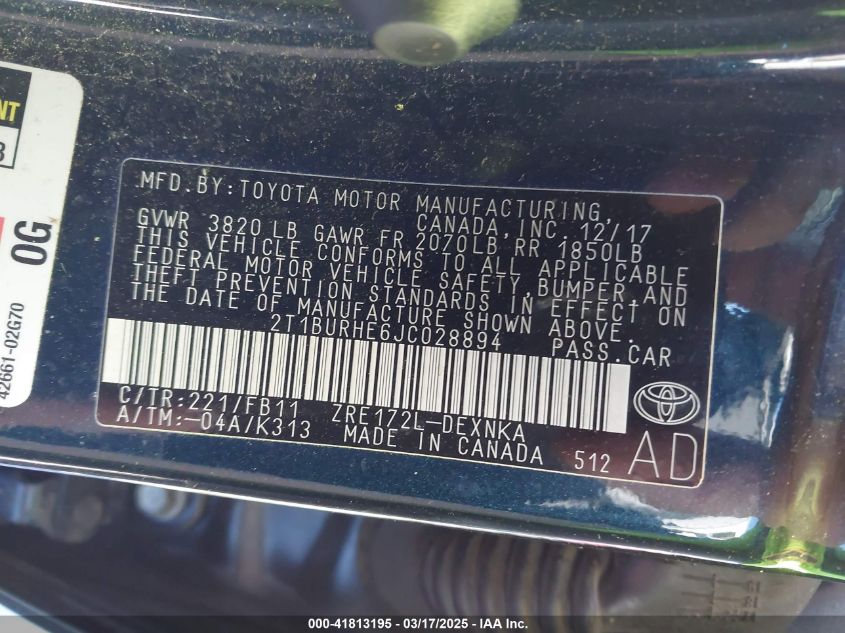 NT
3
0G
42661-02G70
MFD.BY:TOYOTA MOTOR MANUFACTURING,
CANADA,INC. 12/17
GVWR 3820 LB GAWR FR 2070LB RR 1850LB
THIS VEHICLE CONFORMS TO ALL APPLICABLE
FEDERAL MOTOR VEHICLE SAFETY,BUMPER,AND
THEFT PREVENTION STANDARDS IN EFFECT ON
THE DATE OF MANUFACTURE SHOWN ABOVE.
2T1BURHE6JC028894 PASS.CAR
C/TR:221/FB11 ZRE172L-DEXNKA
A/TM:-04A/K313 MADE IN CANADA 512
AD
000-41813195 - 03/17/2025 - IAA Inc.